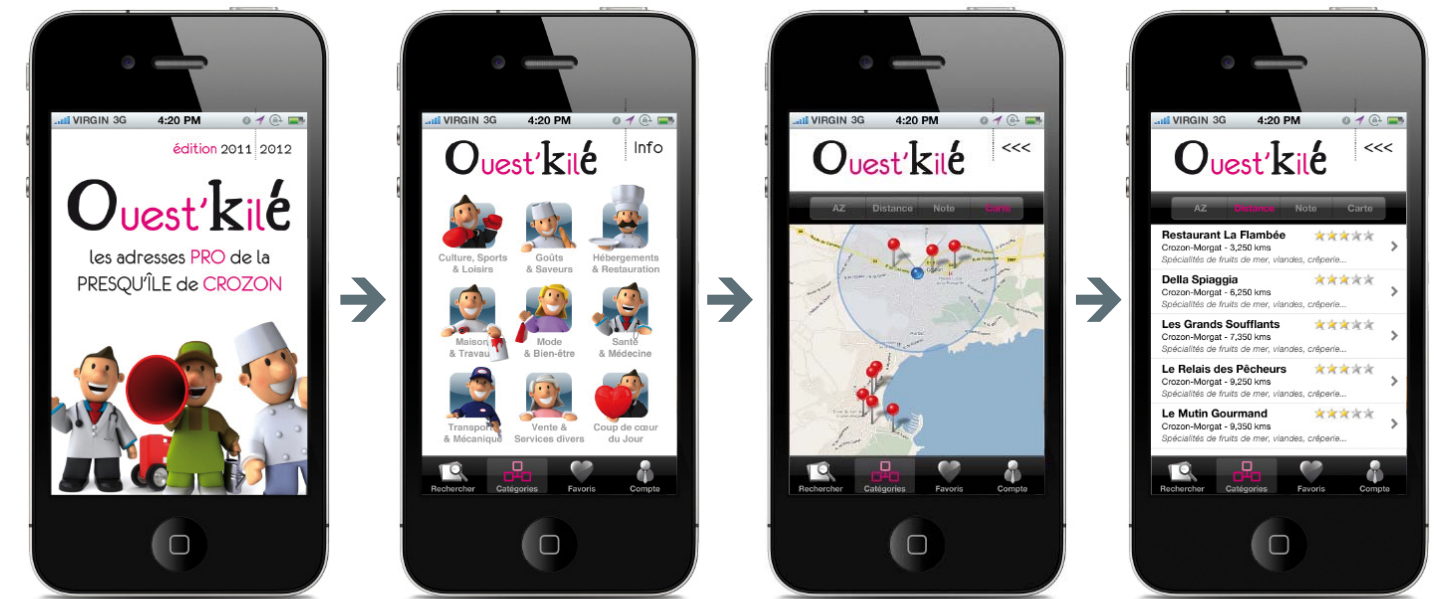 VIRGIN 3G 4:20 PM
édition 2011 2012
Ouest'kilé
les adresses PRO de la
PRESQU'ÎLE de CROZON
VIRGIN 3G 4:20 PM
Ouest'kilé Info
Culture, Sports
& Loisirs
Goûts
& Saveurs
Hébergements
& Restauration
Maison
& Travaux
Mode
& Bien-être
Santé
& Médecine
Transport
& Mécanique
Vente &
Services divers
Coup de cœur
du Jour
Rechercher Catégories Favoris Compte
VIRGIN 3G 4:20 PM
Ouest'kilé <<<
AZ Distance Note Carte
Rechercher Catégories Favoris Compte
VIRGIN 3G 4:20 PM
Ouest'kilé <<<
AZ Distance Note Carte
Restaurant La Flambée
Crozon-Morgat - 3,250 kms
Spécialités de fruits de mer, viandes, crêperie...
Della Spiaggia
Crozon-Morgat - 6,250 kms
Spécialités de fruits de mer, viandes, crêperie...
Les Grands Soufflants
Crozon-Morgat - 7,350 kms
Spécialités de fruits de mer, viandes, crêperie...
Le Relais des Pêcheurs
Crozon-Morgat - 9,250 kms
Spécialités de fruits de mer, viandes, crêperie...
Le Mutin Gourmand
Crozon-Morgat - 9,350 kms
Spécialités de fruits de mer, viandes, crêperie...
Rechercher Catégories Favoris Compte